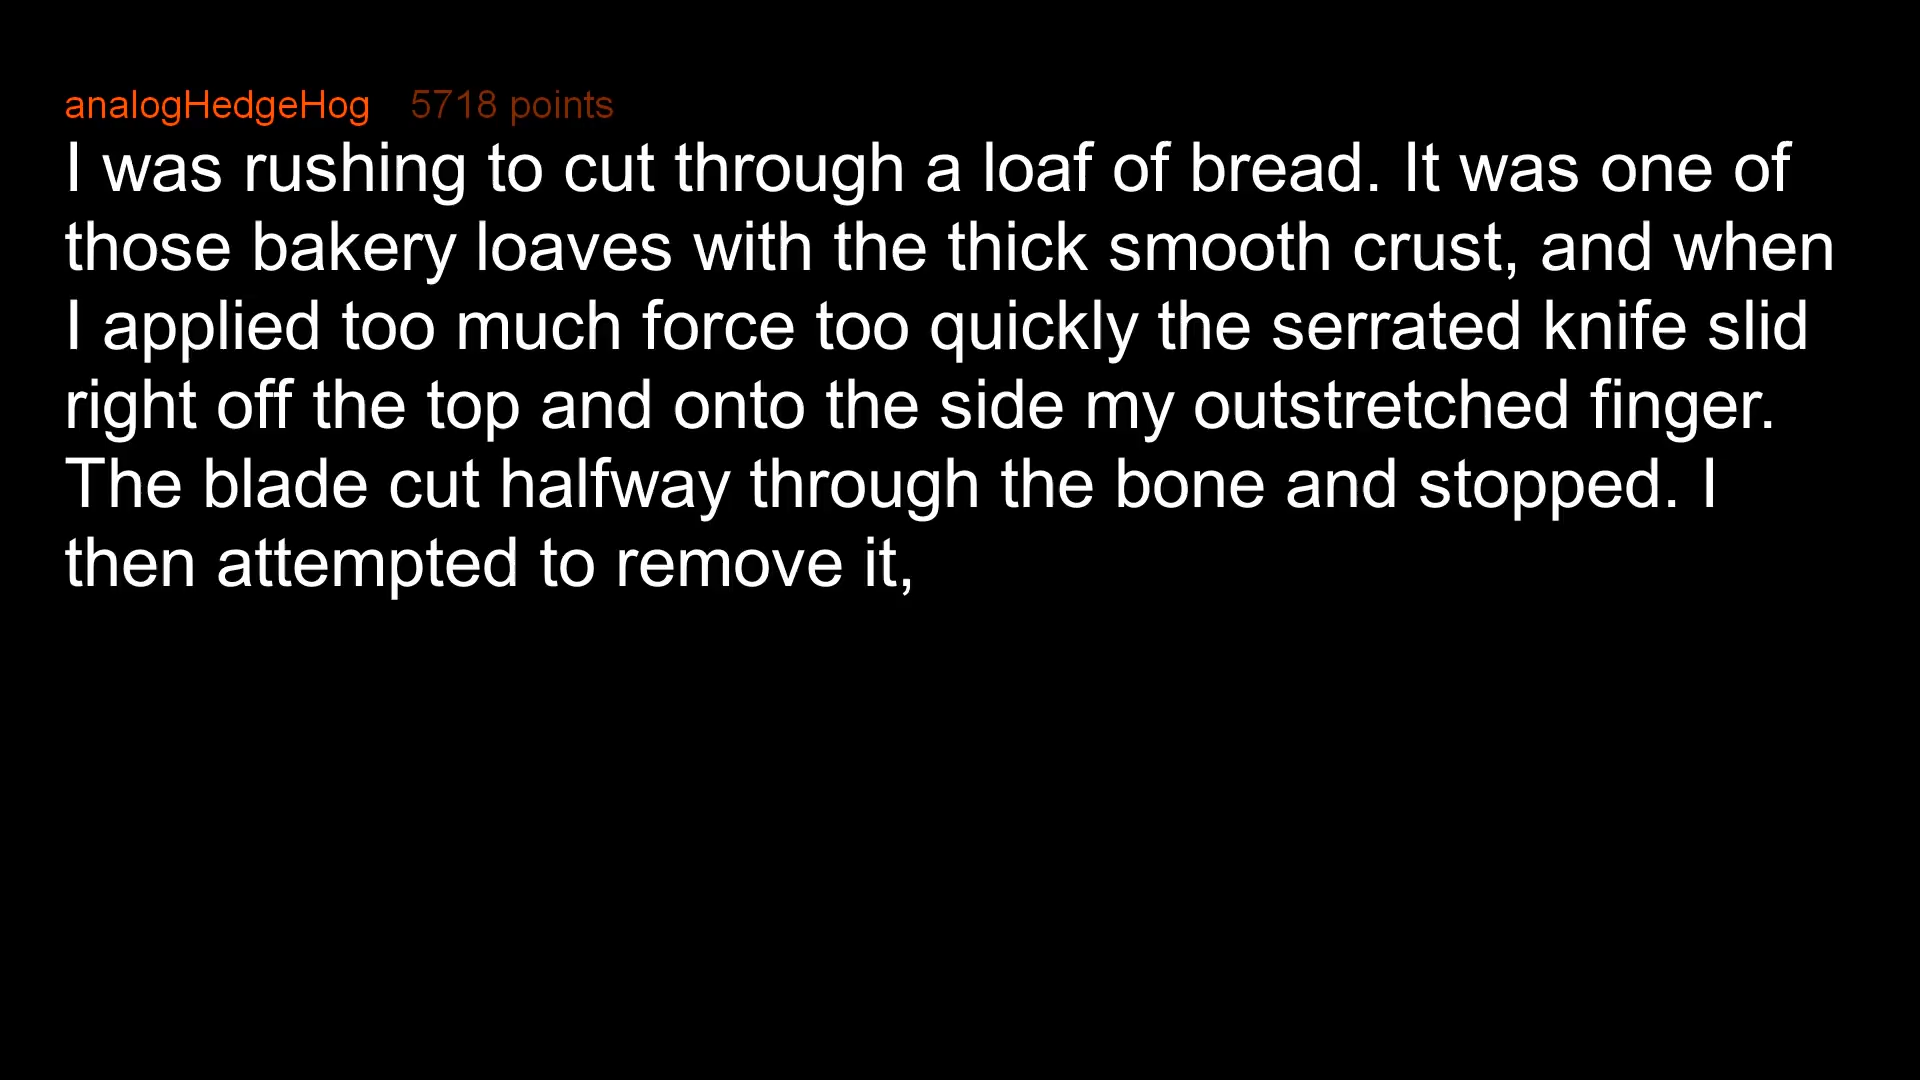 analogHedgeHog 5718 points
I was rushing to cut through a loaf of bread. It was one of
those bakery loaves with the thick smooth crust, and when
I applied too much force too quickly the serrated knife slid
right off the top and onto the side my outstretched finger.
The blade cut halfway through the bone and stopped. I
then attempted to remove it,